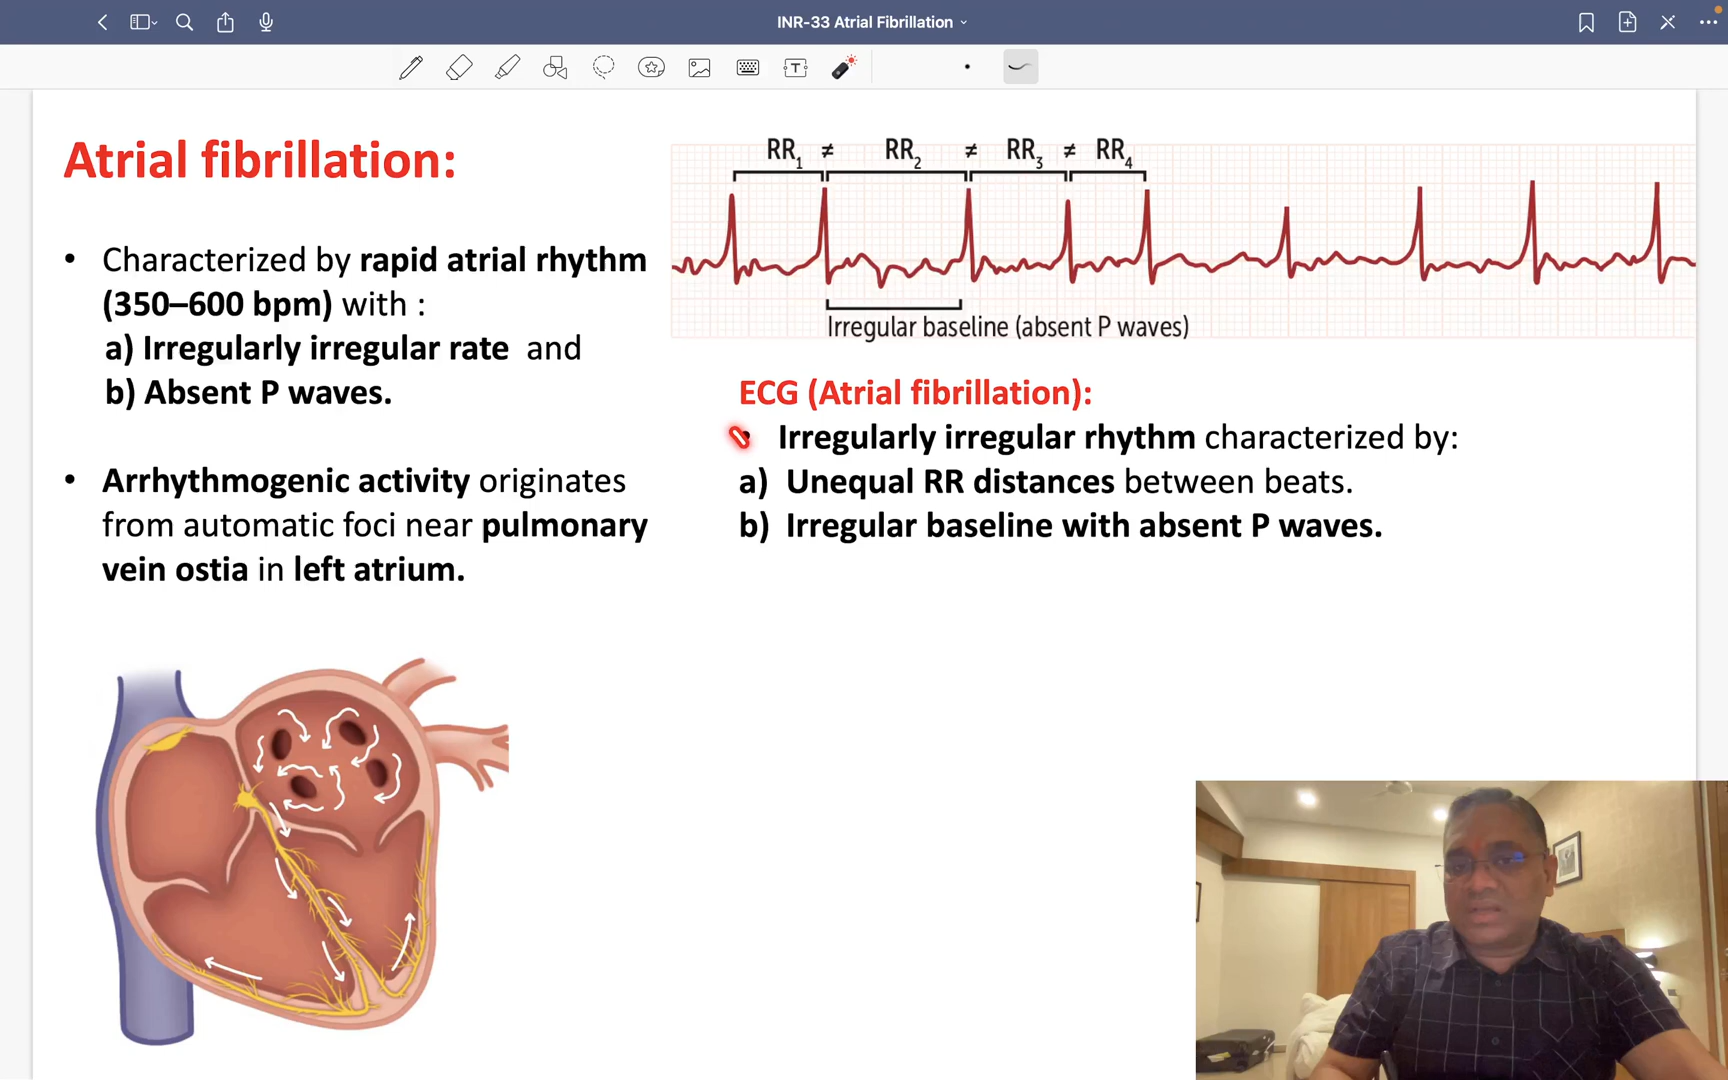 INR-33 Atrial Fibrillation
Atrial fibrillation:
• Characterized by rapid atrial rhythm
(350–600 bpm) with :
a) Irregularly irregular rate and
b) Absent P waves.
• Arrhythmogenic activity originates
from automatic foci near pulmonary
vein ostia in left atrium.
RR1 ≠ RR2 ≠ RR3 ≠ RR4
Irregular baseline (absent P waves)
ECG (Atrial fibrillation):
Irregularly irregular rhythm characterized by:
a) Unequal RR distances between beats.
b) Irregular baseline with absent P waves.